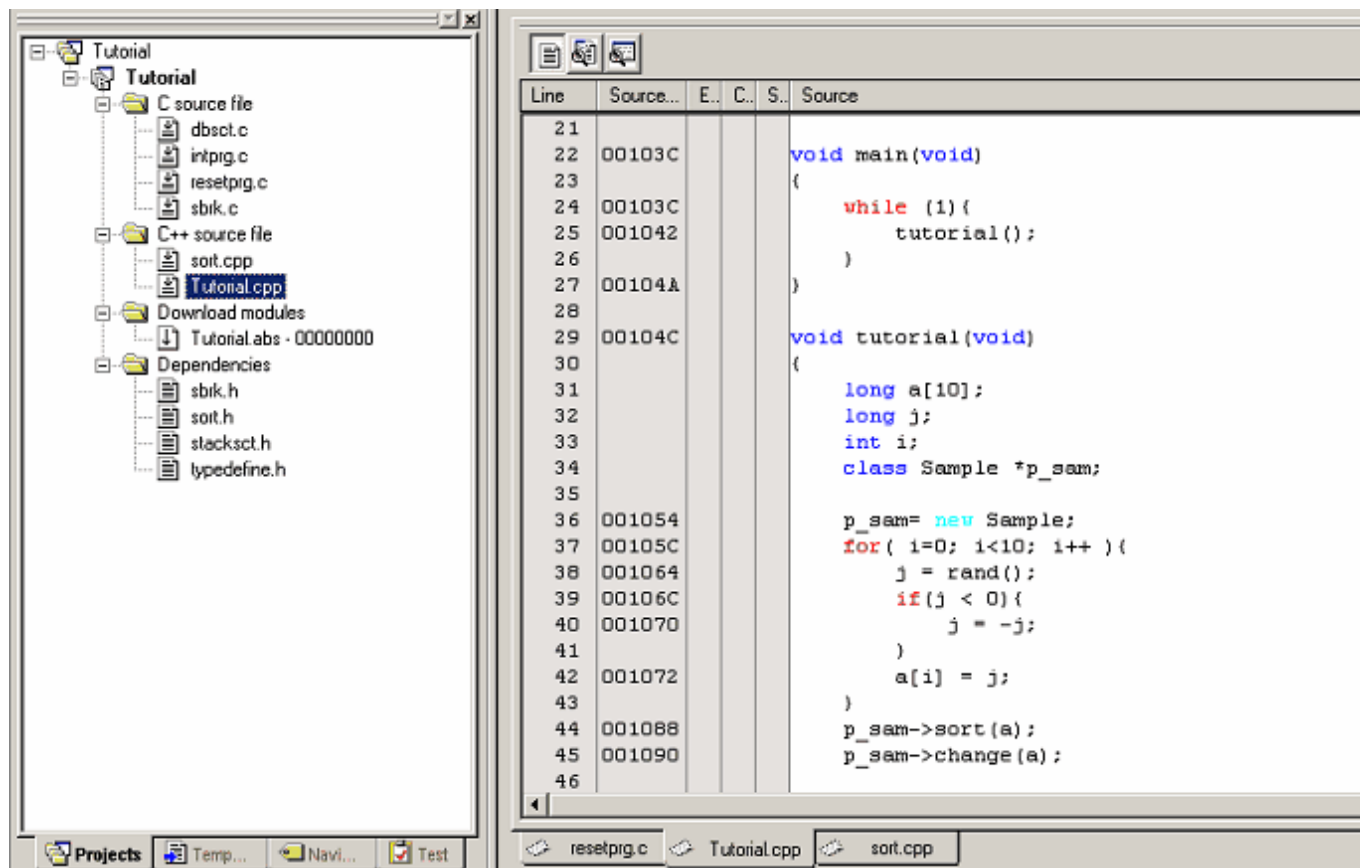 Tutorial
Tutorial
C source file
dbsct.c
intprg.c
resetprg.c
sbrk.c
C++ source file
sort.cpp
Tutorial.cpp
Download modules
Tutorial.abs - 00000000
Dependencies
sbrk.h
sort.h
stacksct.h
typedefine.h
Projects Temp... Navi... Test
Line Source... E.. C.. S.. Source
21
22 00103C void main(void)
23 {
24 00103C while (1){
25 001042 tutorial();
26 }
27 00104A }
28
29 00104C void tutorial(void)
30 {
31 long a[10];
32 long j;
33 int i;
34 class Sample *p_sam;
35
36 001054 p_sam= new Sample;
37 00105C for( i=0; i<10; i++ ){
38 001064 j = rand();
39 00106C if(j < 0){
40 001070 j = -j;
41 }
42 001072 a[i] = j;
43 }
44 001088 p_sam->sort(a);
45 001090 p_sam->change(a);
46
resetprg.c Tutorial.cpp sort.cpp